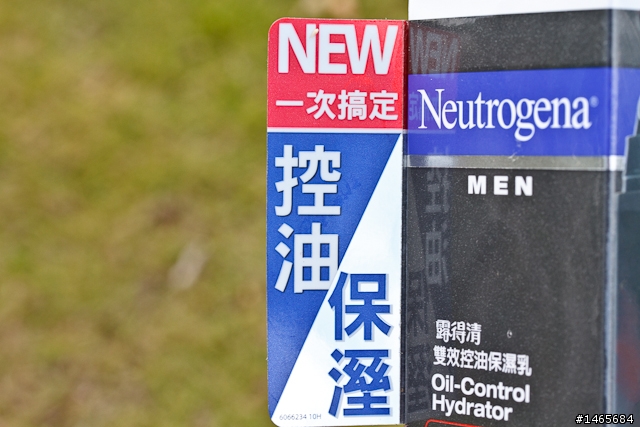 NEW
一次搞定
控油
保溼
6066234 10H
Neutrogena®
MEN
露得清
雙效控油保濕乳
Oil-Control
Hydrator
#1465684